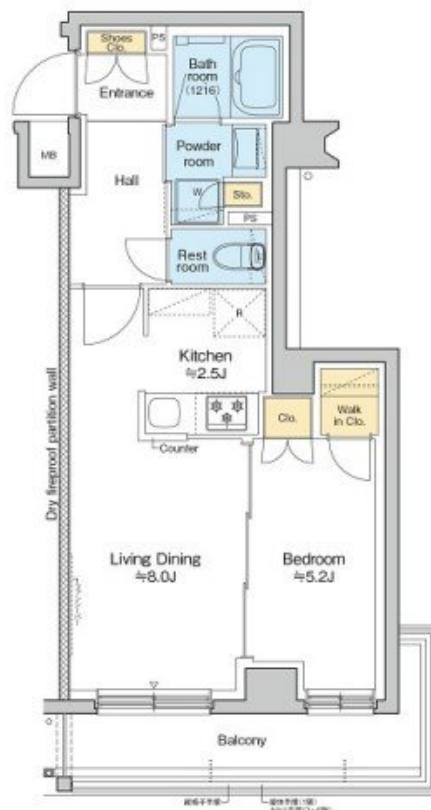 Shoes
Clo.
PS
Bath
room
(1216)
Entrance
MB
Powder
room
Hall
W
Sto.
PS
Rest
room
R
Kitchen
≒2.5J
Dry fireproof partition wall
Clo.
Walk
in Clo.
Counter
Living Dining
≒8.0J
Bedroom
≒5.2J
Balcony